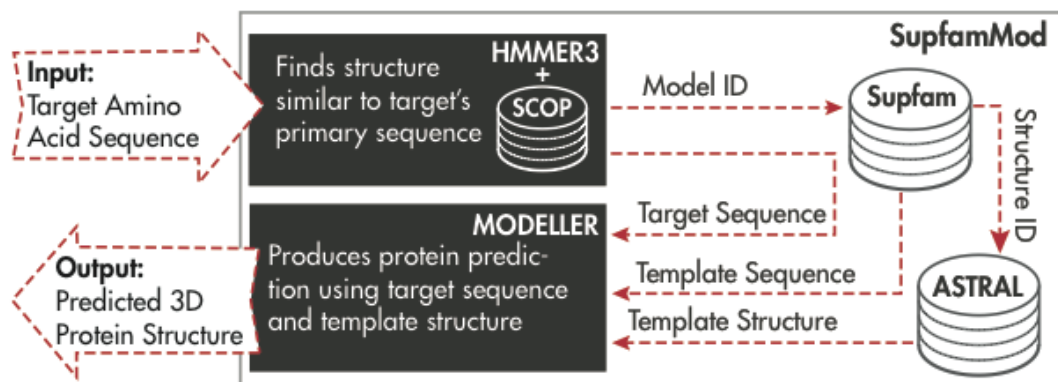 SupfamMod
Input:
Target Amino
Acid Sequence
HMMER3
+
SCOP
Finds structure
similar to target's
primary sequence
Model ID
Supfam
Structure ID
Target Sequence
Template Sequence
Template Structure
ASTRAL
MODELLER
Produces protein predic-
tion using target sequence
and template structure
Output:
Predicted 3D
Protein Structure